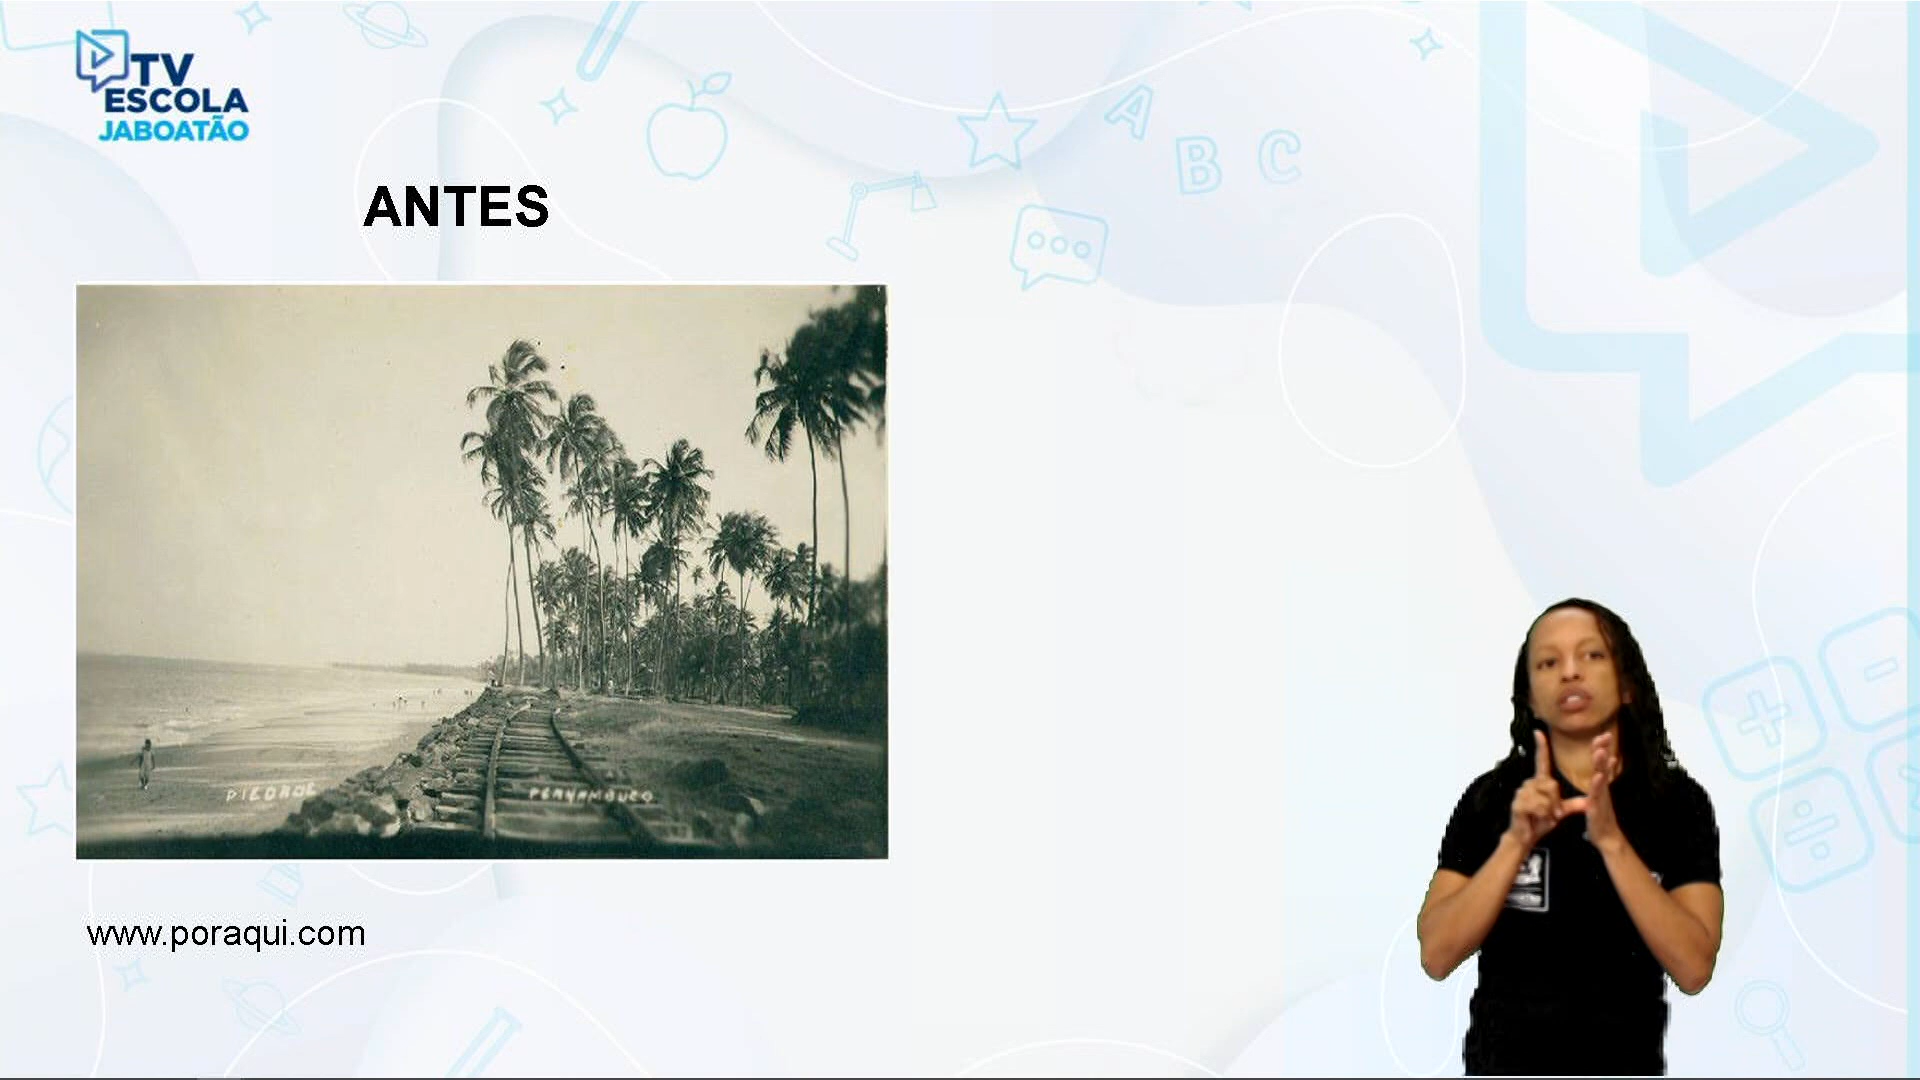 TV
ESCOLA
JABOATÃO
A B C
ANTES
PIEDADE PERNAMBUCO
www.poraqui.com